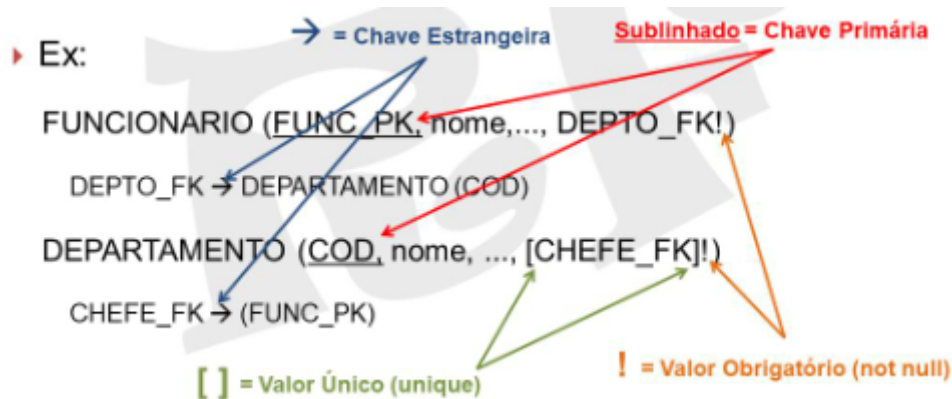 → = Chave Estrangeira
Sublinhado = Chave Primária
Ex:
FUNCIONARIO (FUNC_PK, nome,..., DEPTO_FK!)
DEPTO_FK → DEPARTAMENTO (COD)
DEPARTAMENTO (COD, nome, ..., [CHEFE_FK]!)
CHEFE_FK → (FUNC_PK)
[ ] = Valor Único (unique)
! = Valor Obrigatório (not null)